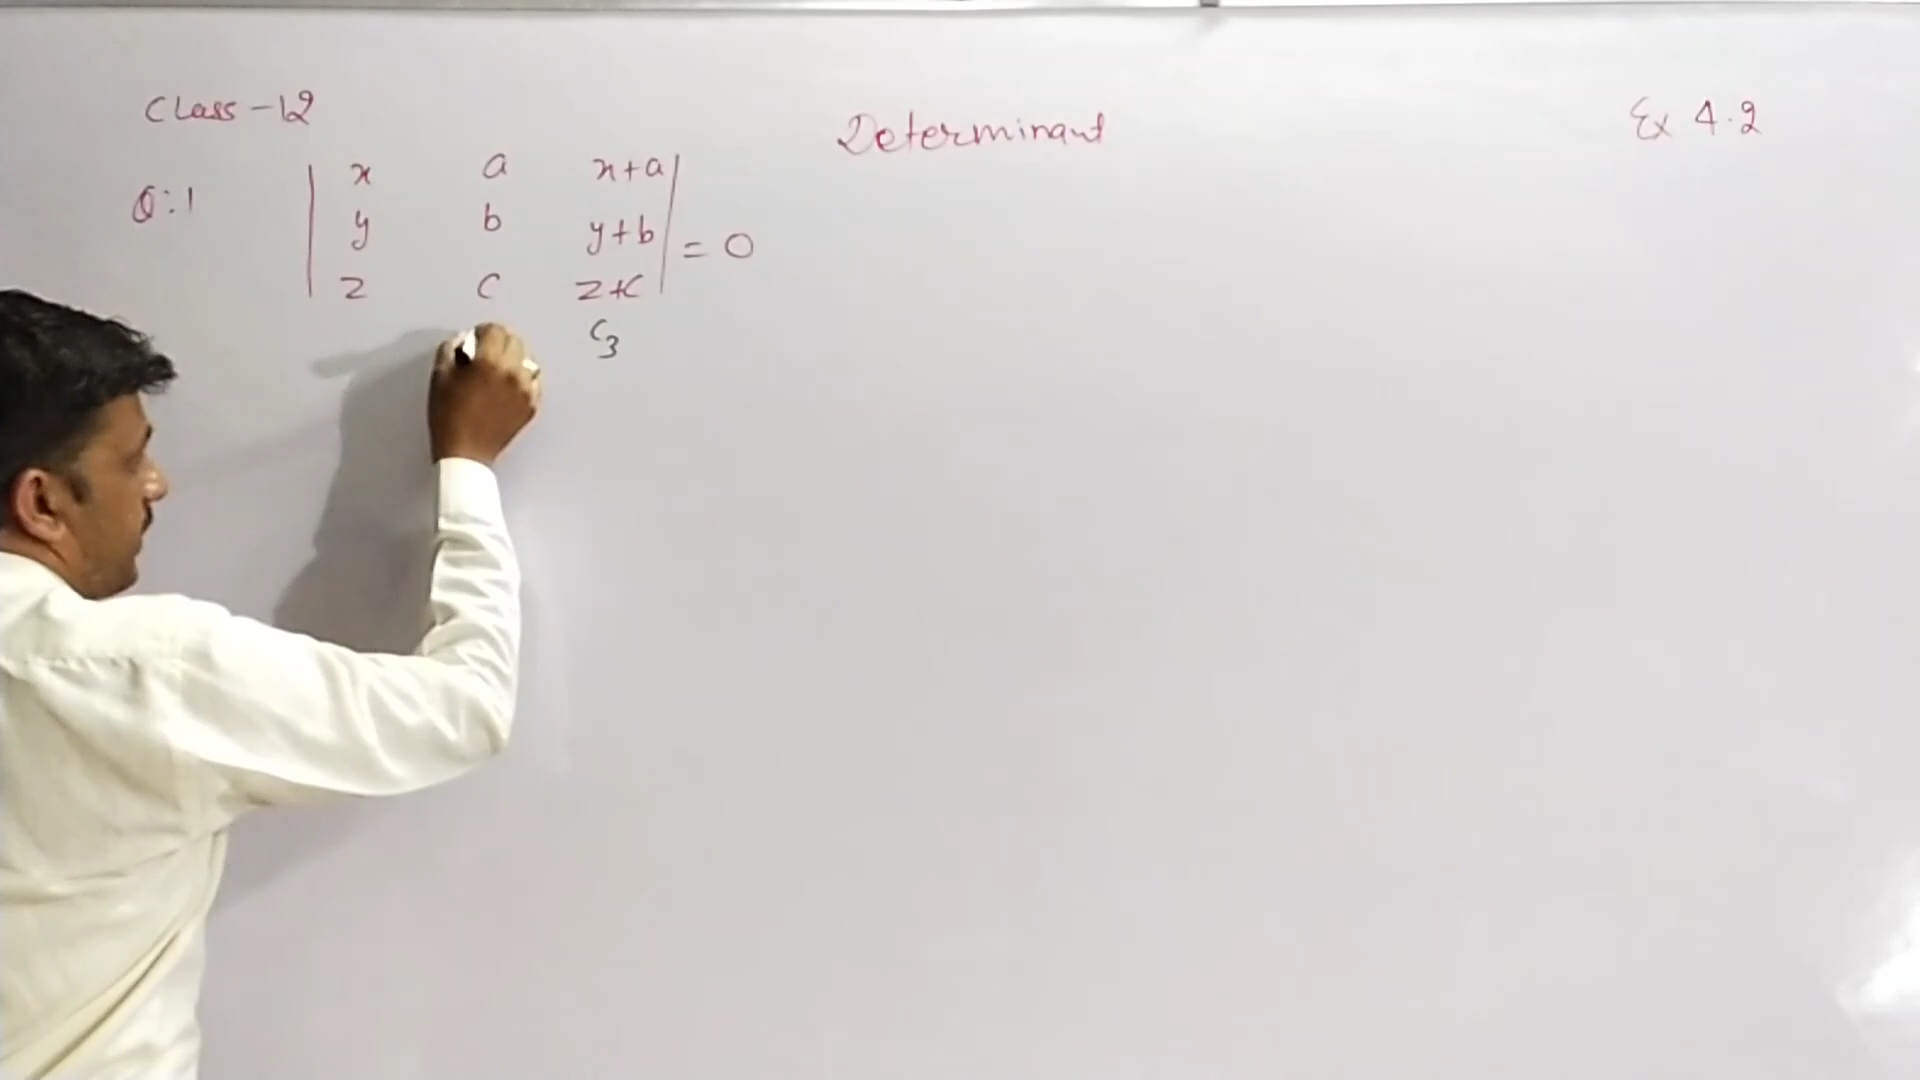 Class - 12
Determinant
Ex 4.2
Q:1
| x a x+a |
| y b y+b | = 0
| z c z+c |
C3